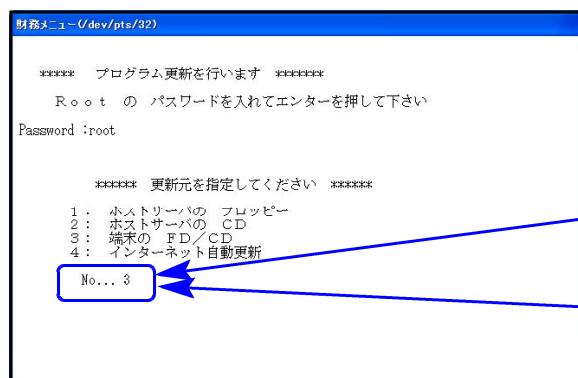 財務メニュー(/dev/pts/32)
***** プログラム更新を行います *******
Ｒｏｏｔ の パスワードを入れてエンターを押して下さい
Password :root
****** 更新元を指定してください ******
1： ホストサーバの フロッピー
2： ホストサーバの CD
3： 端末の FD／CD
4： インターネット自動更新
No... 3